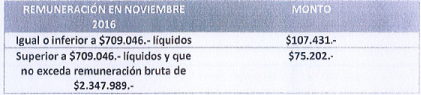 REMUNERACIÓN EN NOVIEMBRE MONTO
2016
Igual o inferior a $709.046.- líquidos $107.431.-
Superior a $709.046.- líquidos y que $75.202.-
no exceda remuneración bruta de
$2.347.989.-